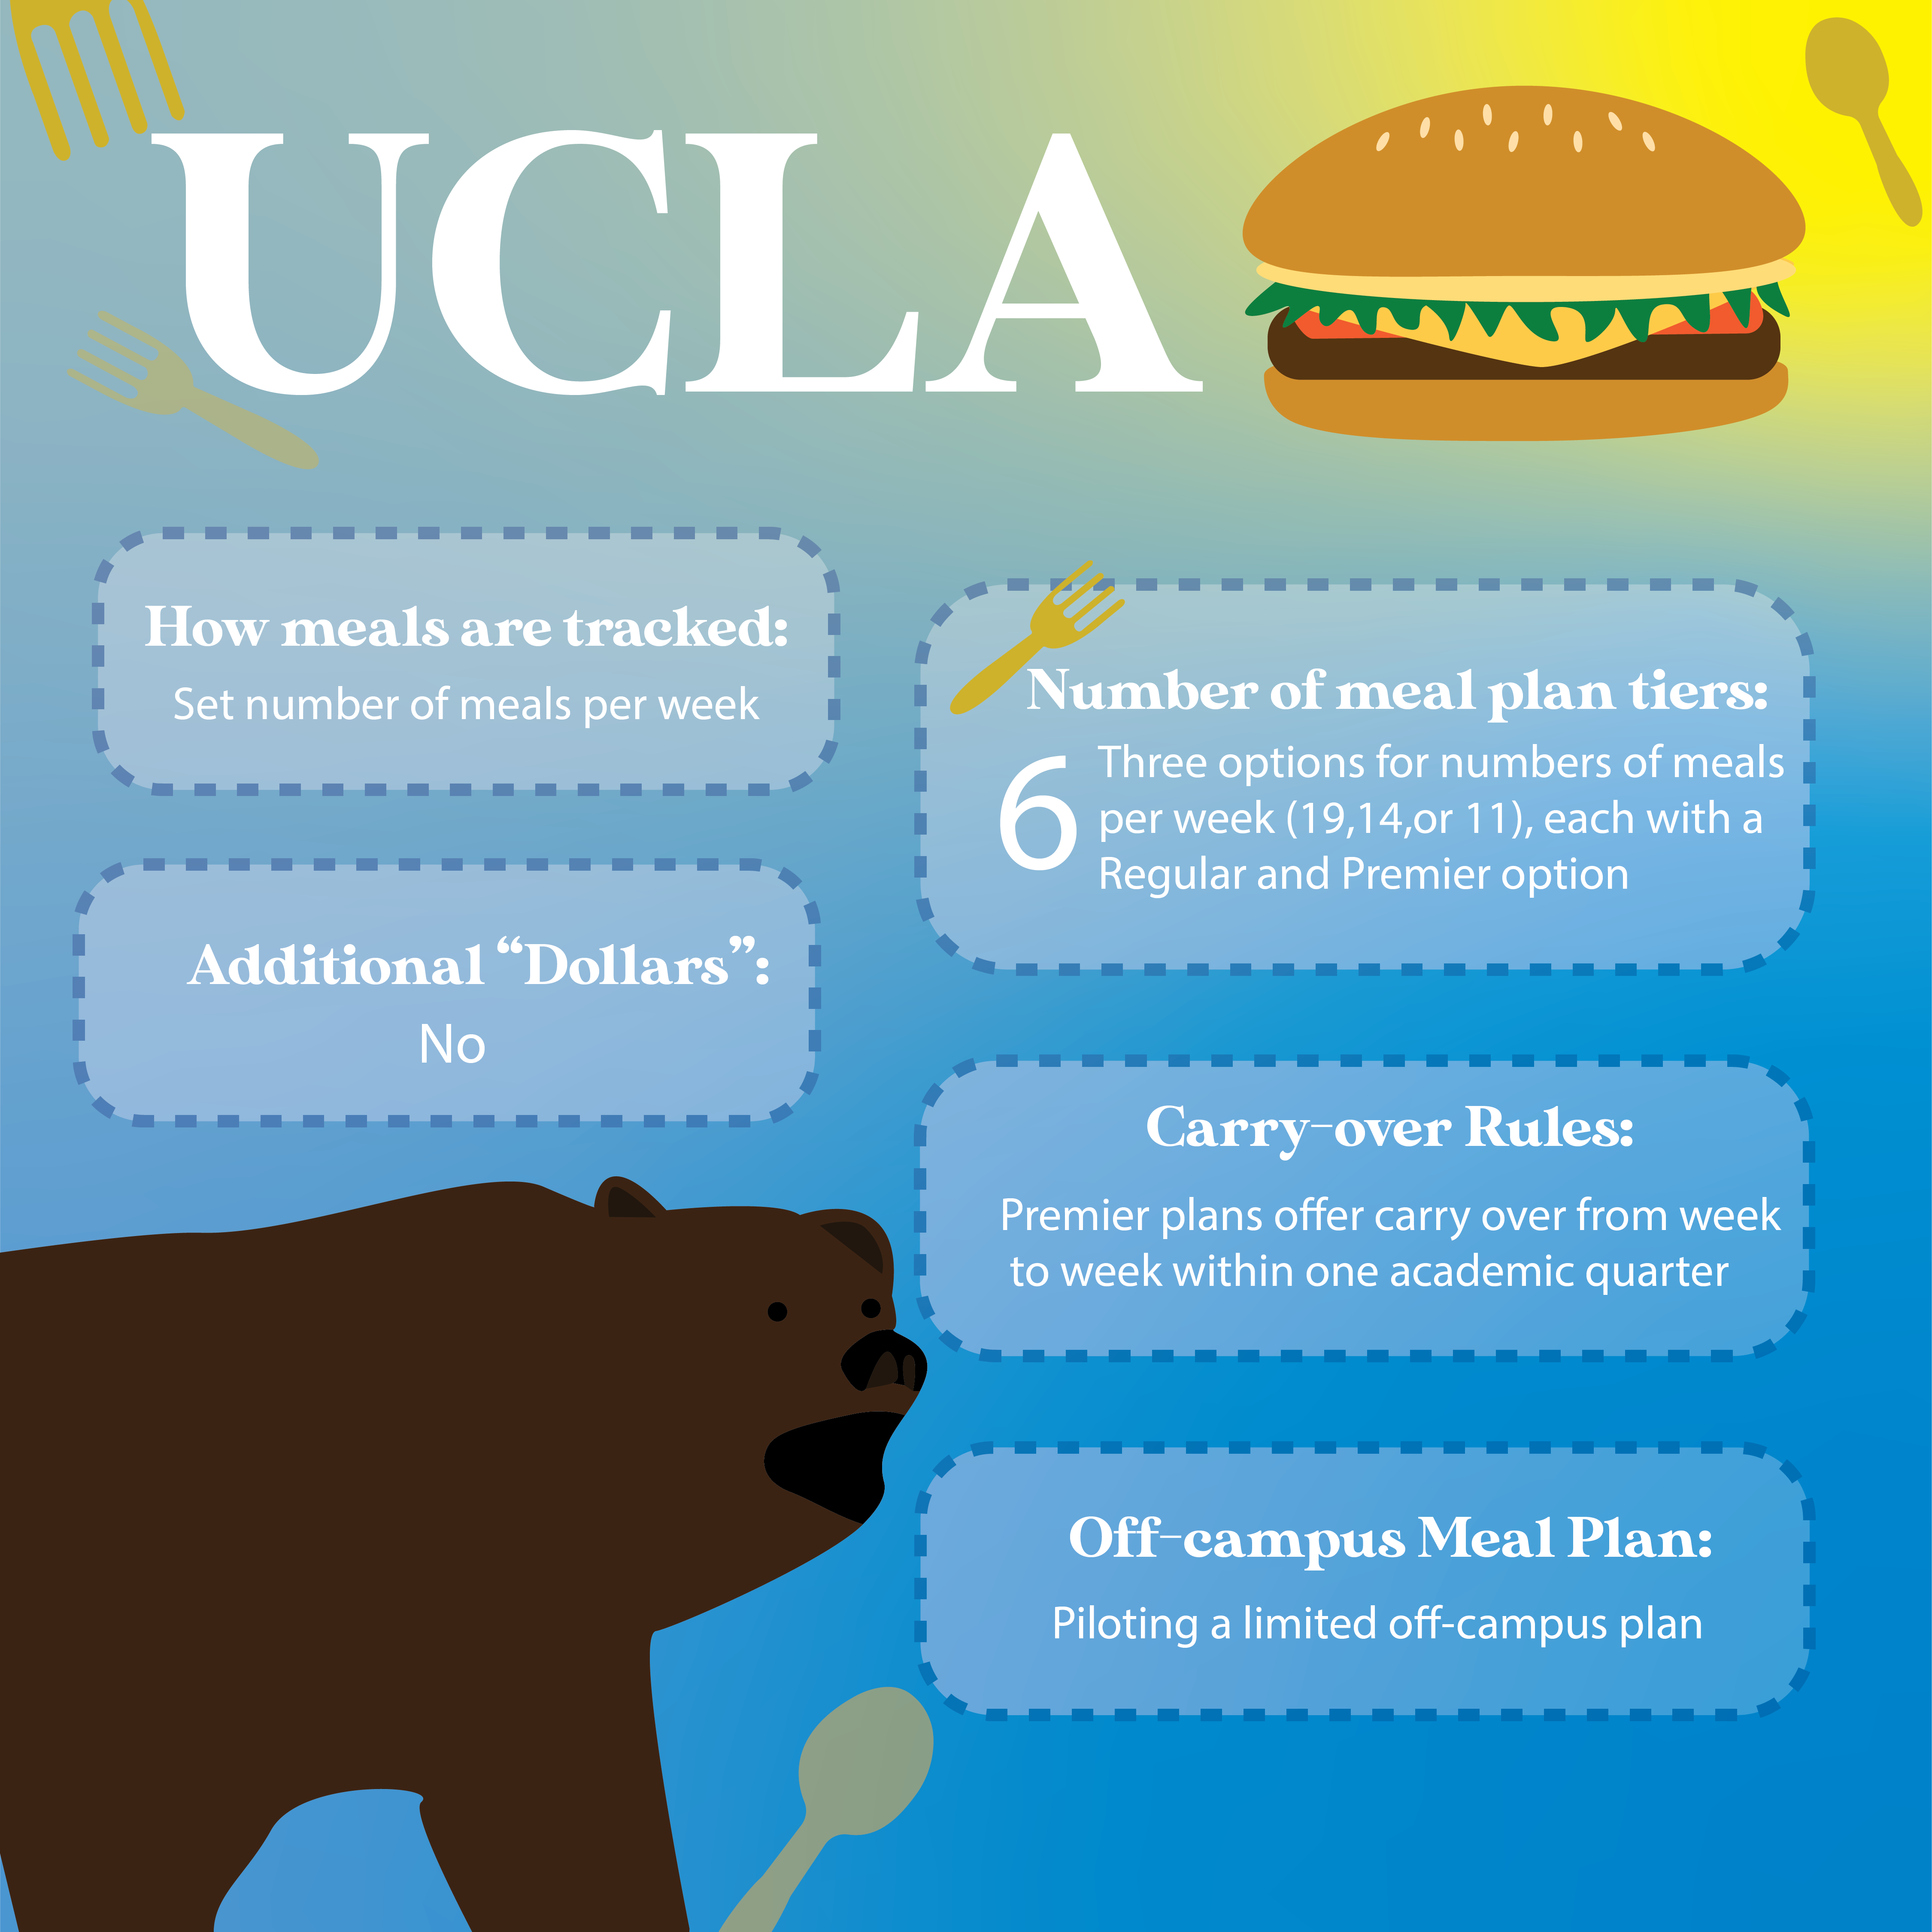 UCLA
How meals are tracked:
Set number of meals per week
Number of meal plan tiers:
6
Three options for numbers of meals
per week (19,14,or 11), each with a
Regular and Premier option
Additional “Dollars”:
No
Carry-over Rules:
Premier plans offer carry over from week
to week within one academic quarter
Off-campus Meal Plan:
Piloting a limited off-campus plan